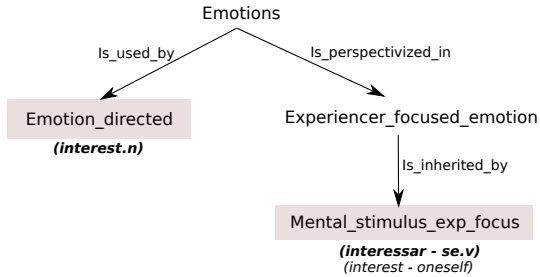 Emotions
Is_used_by
Is_perspectivized_in
Emotion_directed
(interest.n)
Experiencer_focused_emotion
Is_inherited_by
Mental_stimulus_exp_focus
(interessar - se.v)
(interest - oneself)